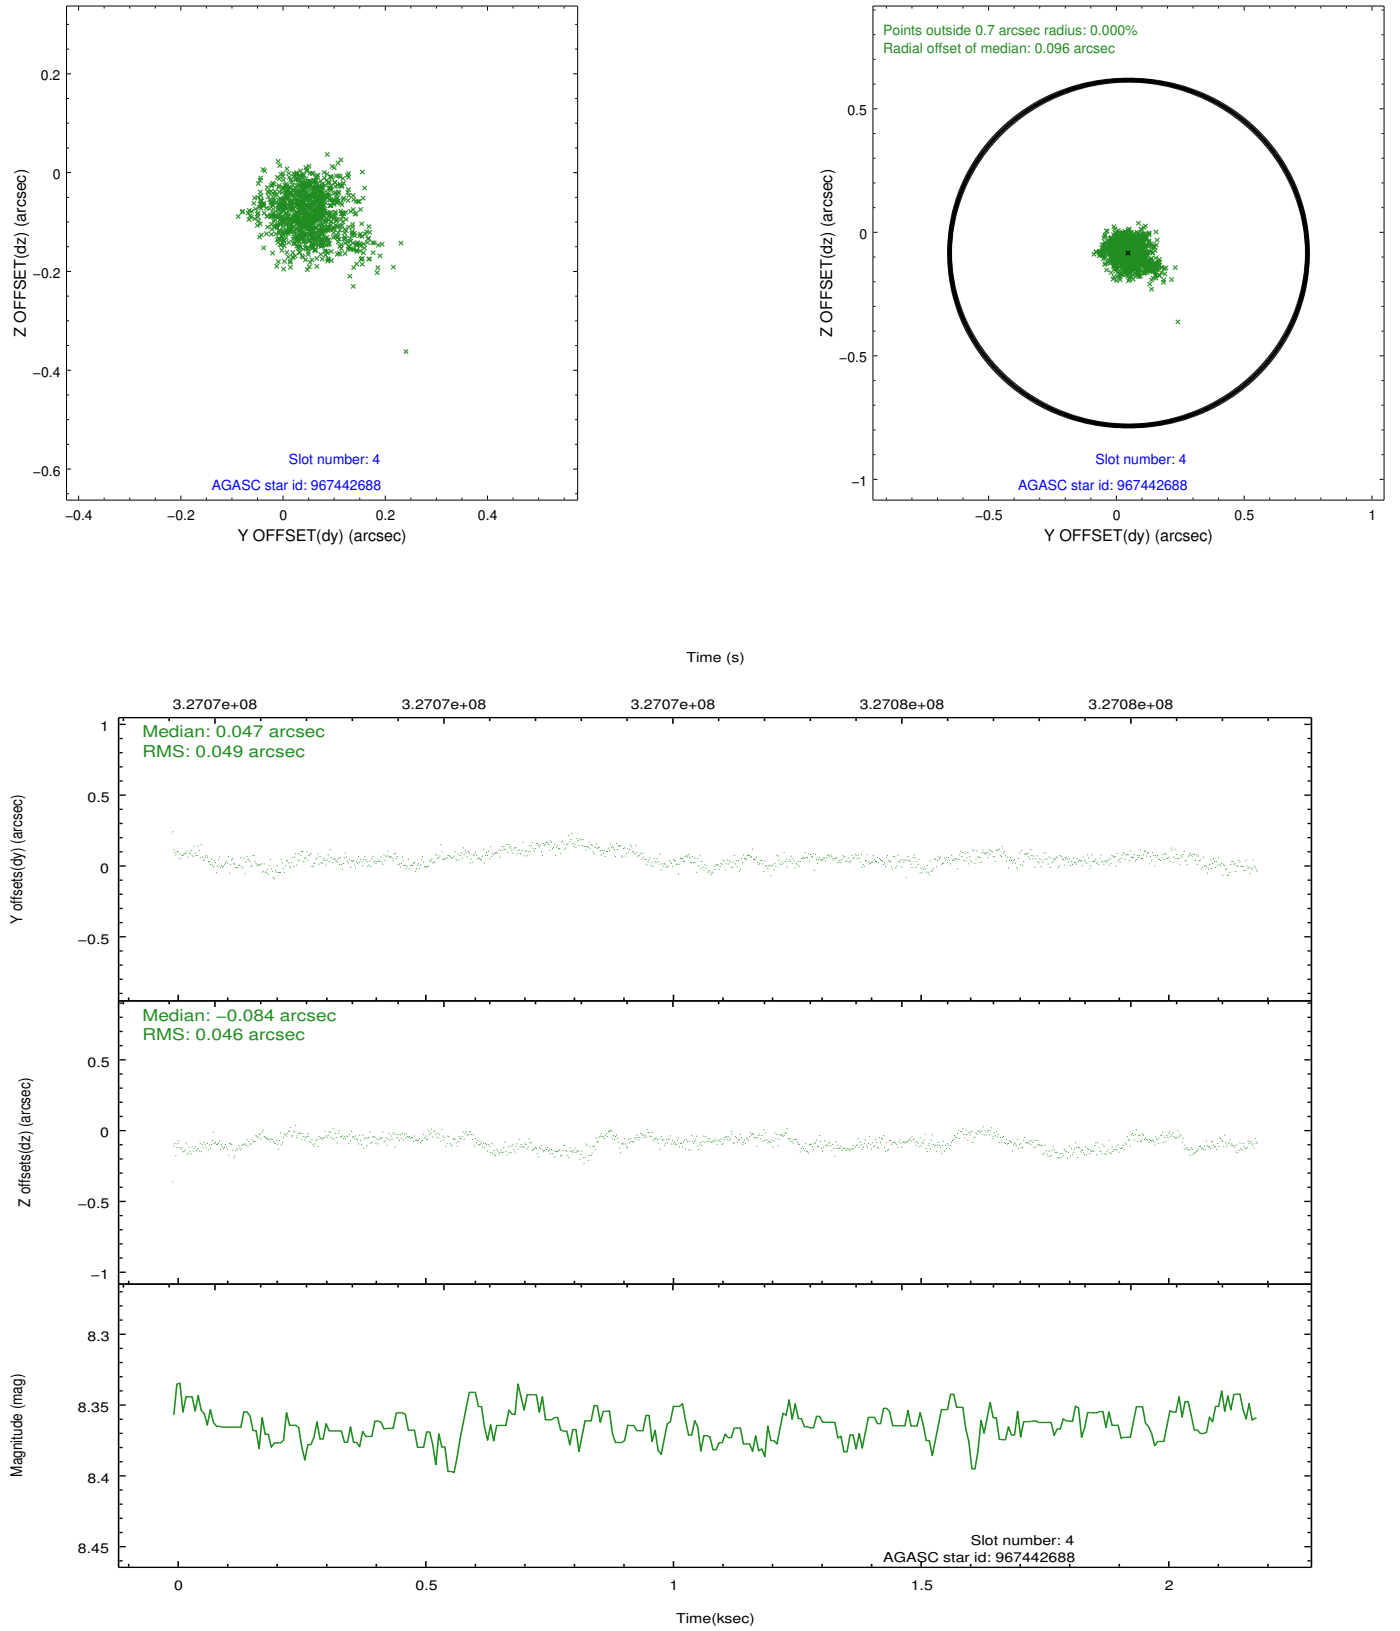 0.2
0
−0.2
−0.4
−0.6
Z OFFSET(dz) (arcsec)
Slot number: 4
AGASC star id: 967442688
−0.4
−0.2
0
0.2
0.4
Y OFFSET(dy) (arcsec)
Points outside 0.7 arcsec radius: 0.000%
Radial offset of median: 0.096 arcsec
0.5
0
−0.5
−1
Z OFFSET(dz) (arcsec)
Slot number: 4
AGASC star id: 967442688
−0.5
0
0.5
1
Y OFFSET(dy) (arcsec)
Time (s)
3.2707e+08
3.2707e+08
3.2707e+08
3.2708e+08
3.2708e+08
Median: 0.047 arcsec
RMS: 0.049 arcsec
1
0.5
0
−0.5
Y offsets(dy) (arcsec)
Median: −0.084 arcsec
RMS: 0.046 arcsec
0.5
0
−0.5
−1
Z offsets(dz) (arcsec)
8.3
8.35
8.4
8.45
Magnitude (mag)
Slot number: 4
AGASC star id: 967442688
0
0.5
1
1.5
2
Time(ksec)